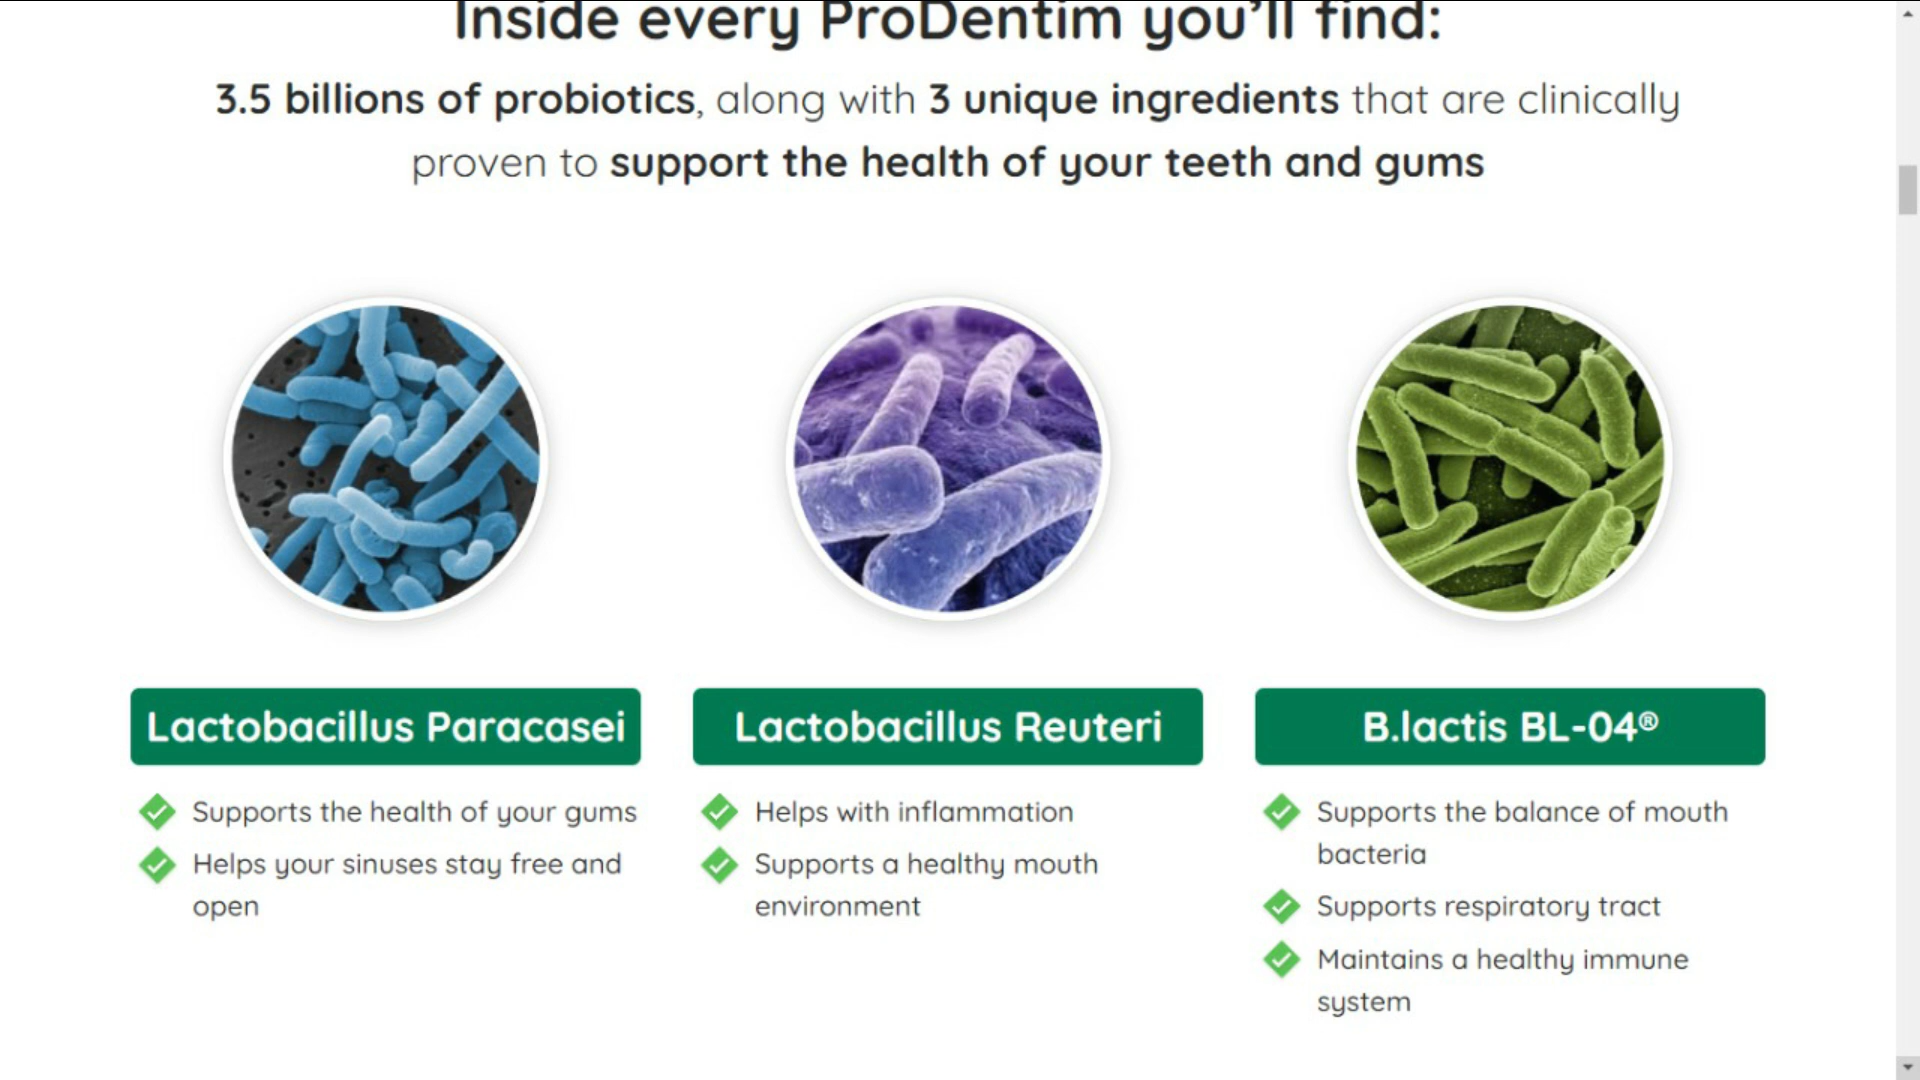 Inside every ProDentim you’ll find:
3.5 billions of probiotics, along with 3 unique ingredients that are clinically
proven to support the health of your teeth and gums
Lactobacillus Paracasei
Supports the health of your gums
Helps your sinuses stay free and
open
Lactobacillus Reuteri
Helps with inflammation
Supports a healthy mouth
environment
B.lactis BL-04®
Supports the balance of mouth
bacteria
Supports respiratory tract
Maintains a healthy immune
system